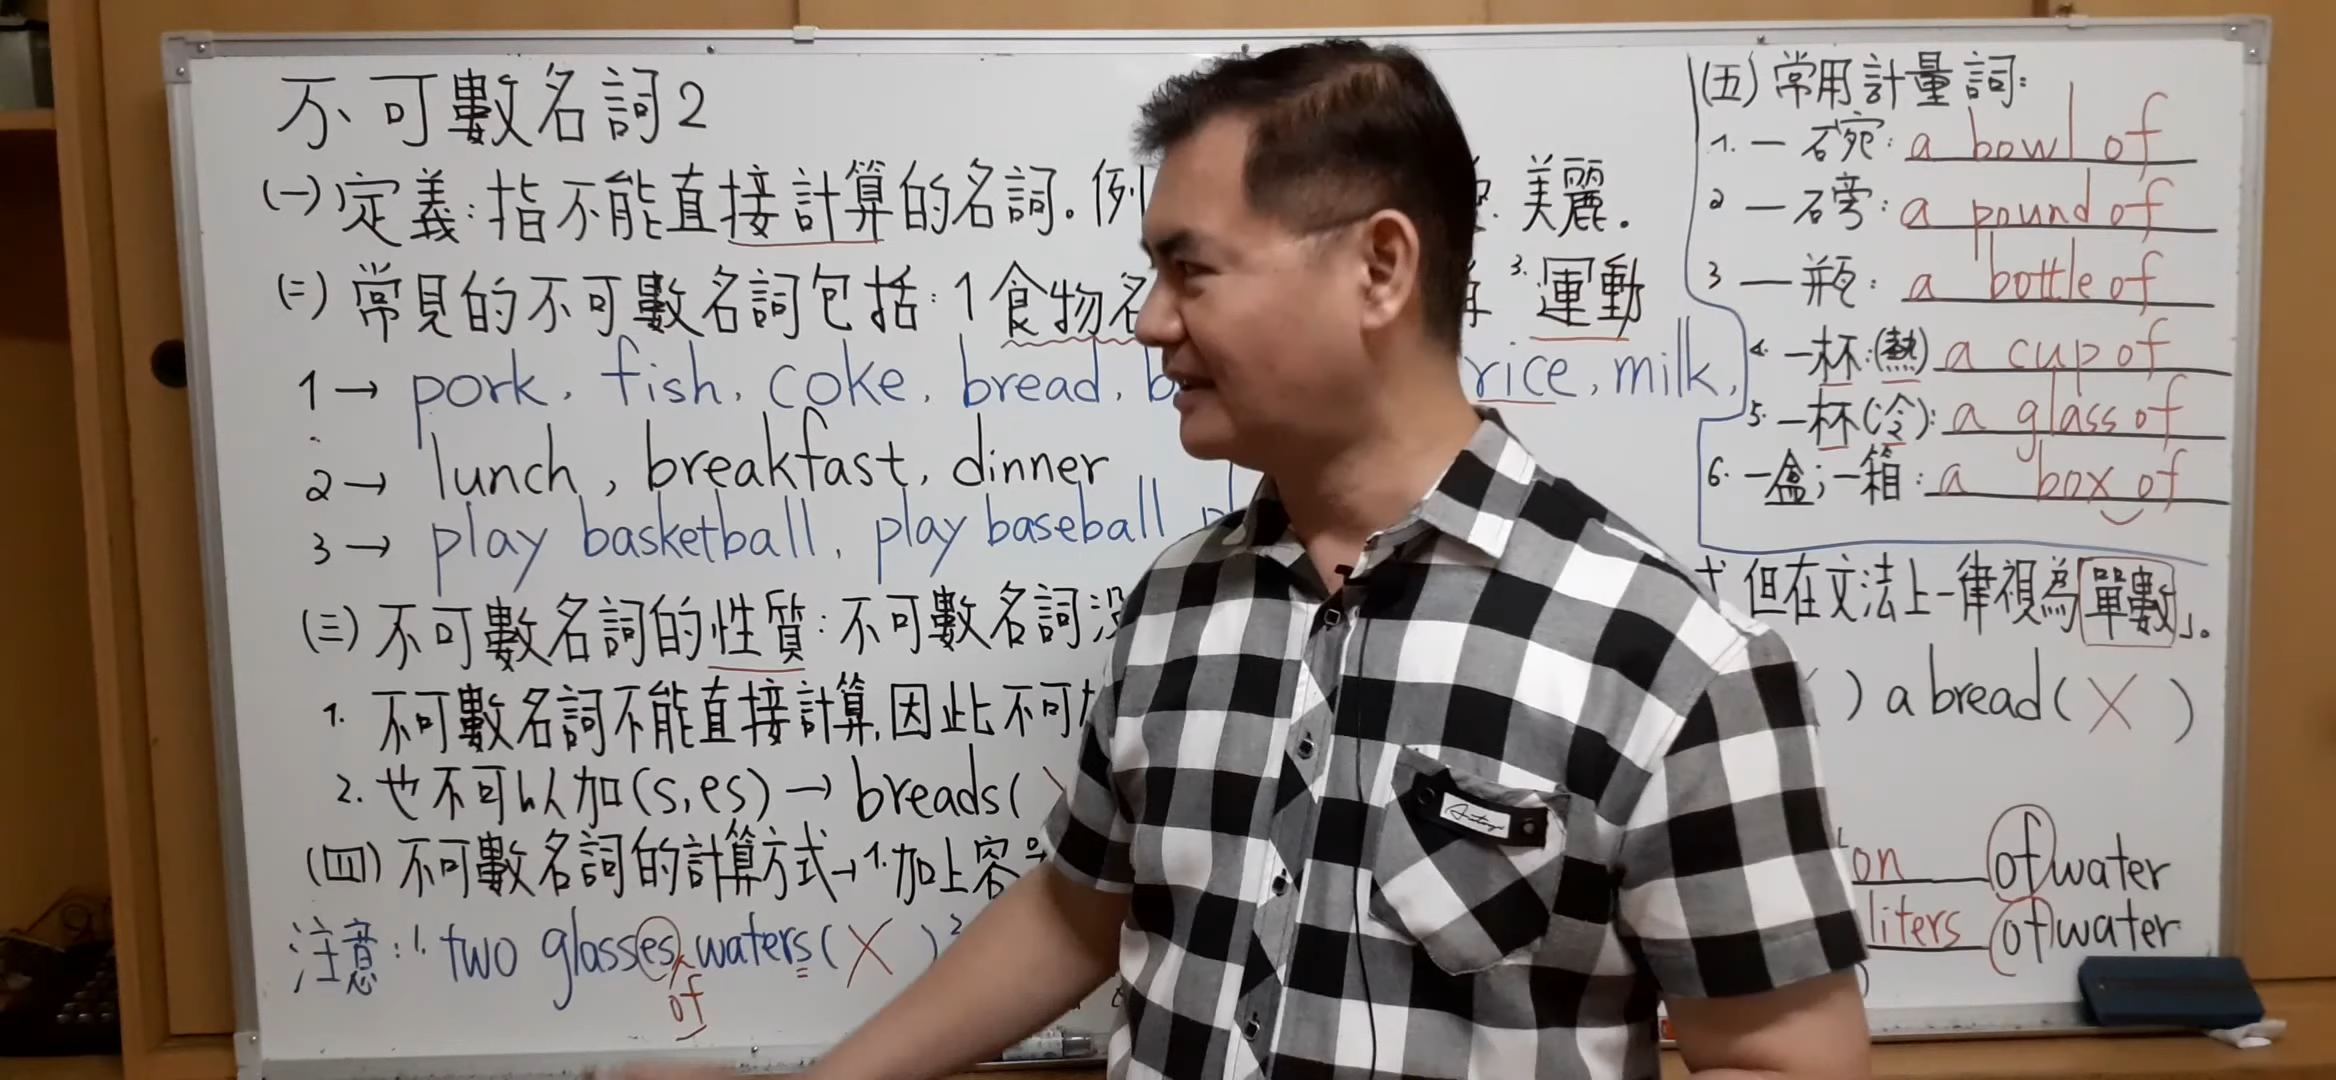 不可數名詞2
(一)定義:指不能直接計算的名詞。例 美麗.
(二)常見的不可數名詞包括:1食物名 3.運動
1→ pork, fish, coke, bread, rice, milk,
2→ lunch, breakfast, dinner
3→ play basketball, play baseball
(三)不可數名詞的性質:不可數名詞沒 但在文法上一律視為單數」。
1. 不可數名詞不能直接計算,因此不可 ) a bread( X )
2. 也不可以加(s,es)→ breads(
(四)不可數名詞的計算方式→1.加上容 of water
liters of water
注意:1. two glasses waters( X ) 2
of
(五)常用計量詞:
1. 一碗: a bowl of
2 一磅: a pound of
3 一瓶: a bottle of
4. 一杯:(熱) a cup of
5. 一杯(冷): a glass of
6. 一盒;一箱: a box of